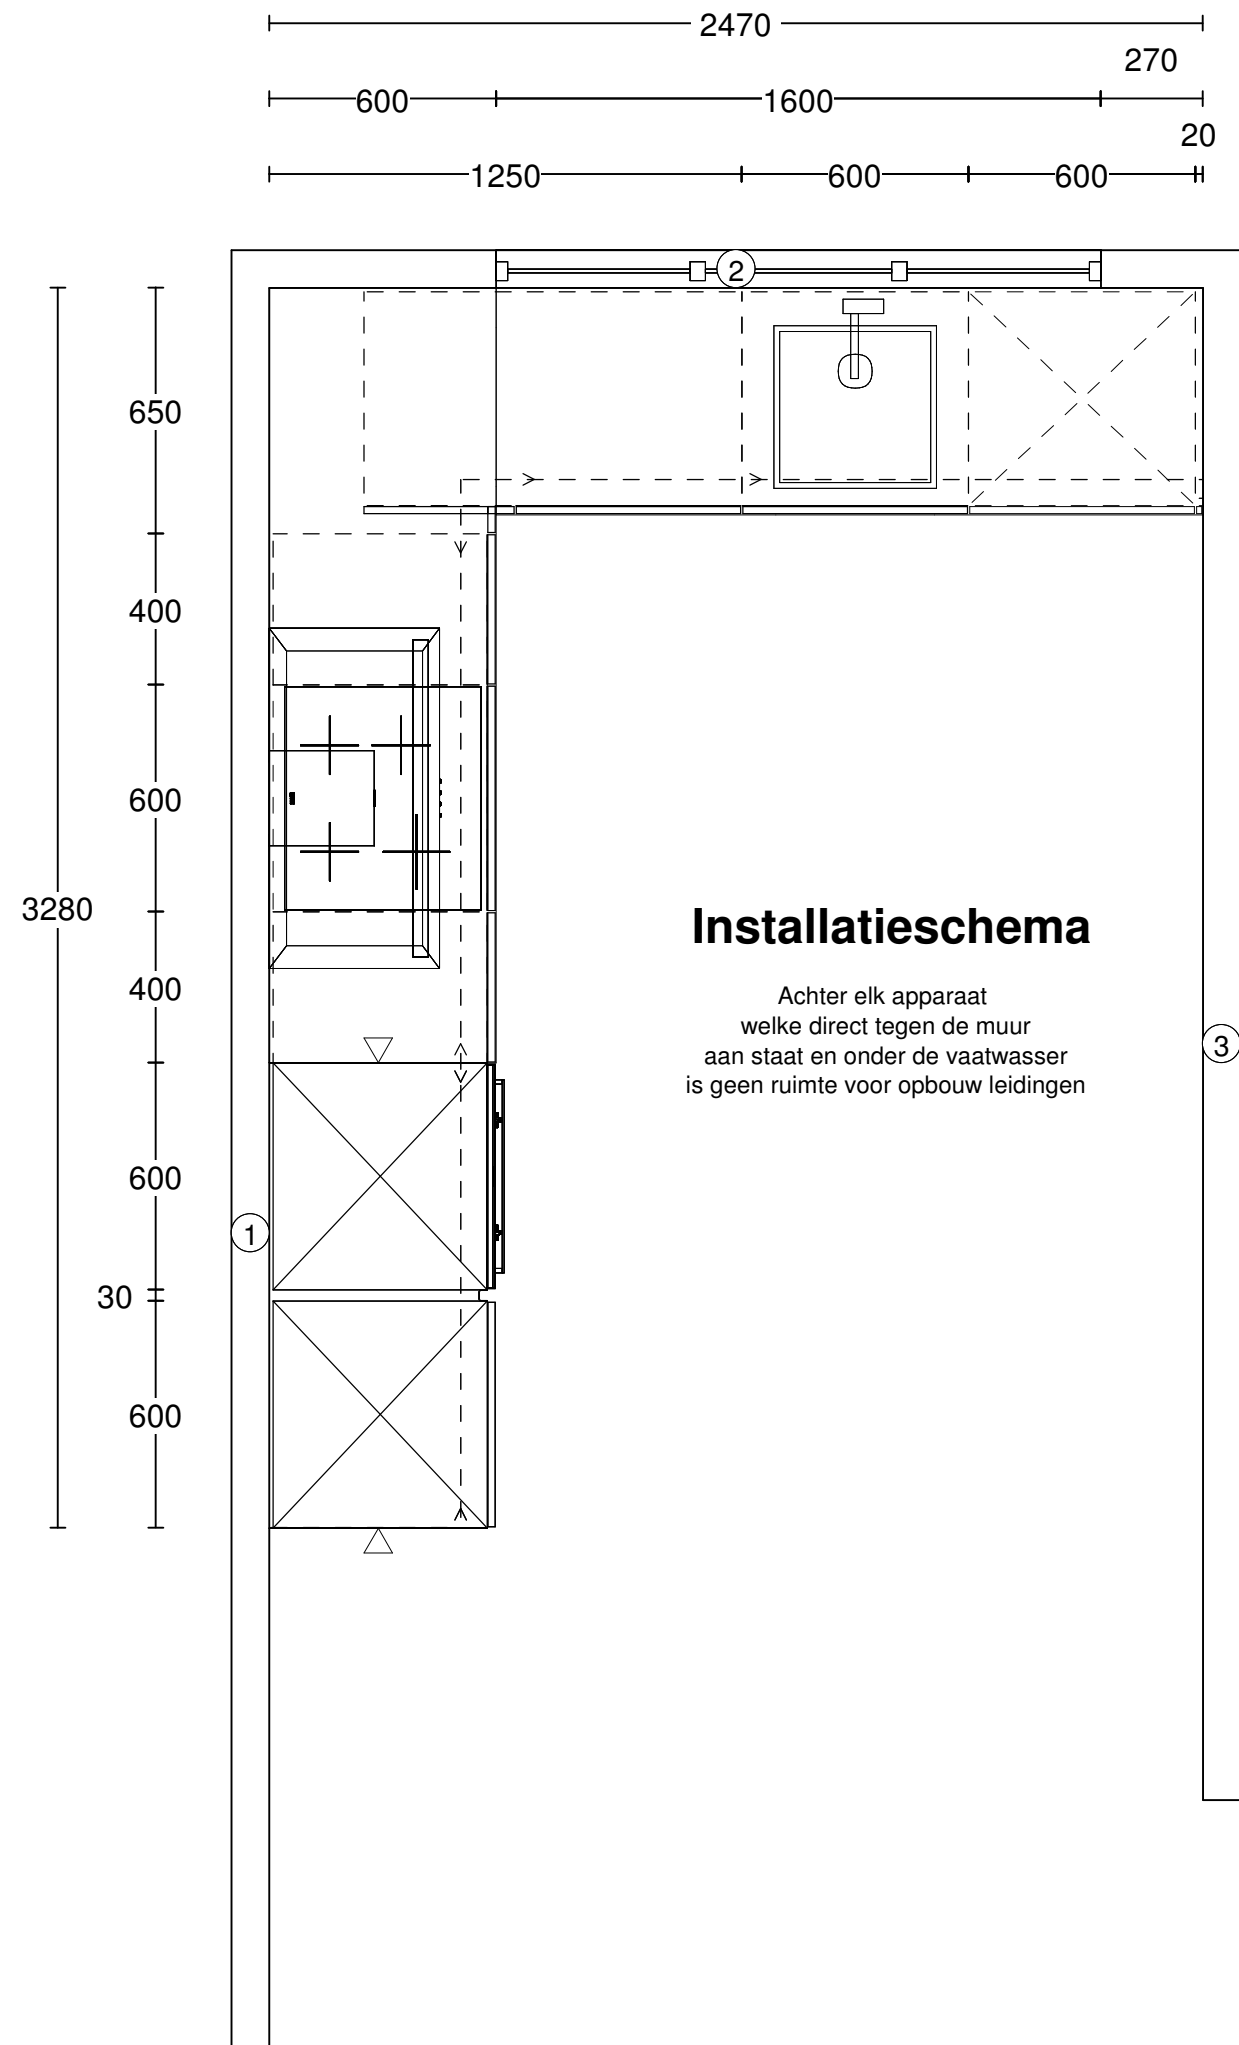 2470
270
600 1600
20
1250 600 600
2
650
400
600
3280
Installatieschema
400
Achter elk apparaat
welke direct tegen de muur
aan staat en onder de vaatwasser
is geen ruimte voor opbouw leidingen
3
600
1
30
600